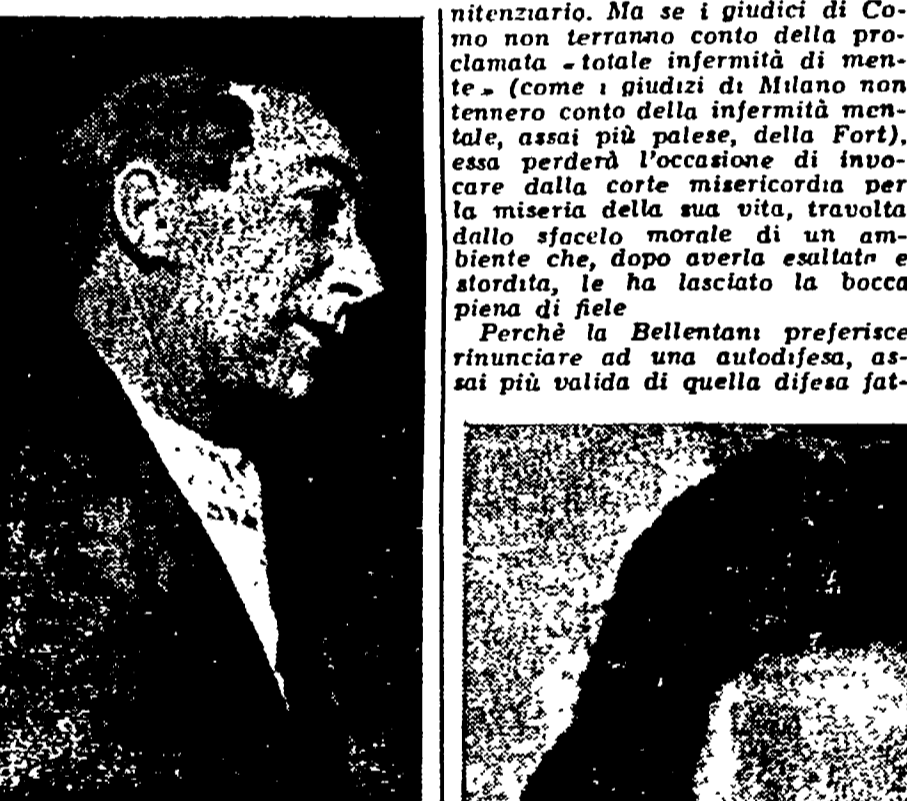 nitenziario. Ma se i giudici di Co-
mo non terranno conto della pro-
clamata «totale infermità di men-
te» (come i giudizi di Milano non
tennero conto della infermità men-
tale, assai più palese, della Fort),
essa perderà l'occasione di invo-
care dalla corte misericordia per
la miseria della sua vita, travolta
dallo sfacelo morale di un am-
biente che, dopo averla esaltata e
stordita, le ha lasciato la bocca
piena di fiele
Perchè la Bellentani preferisce
rinunciare ad una autodifesa, as-
sai più valida di quella difesa fat-